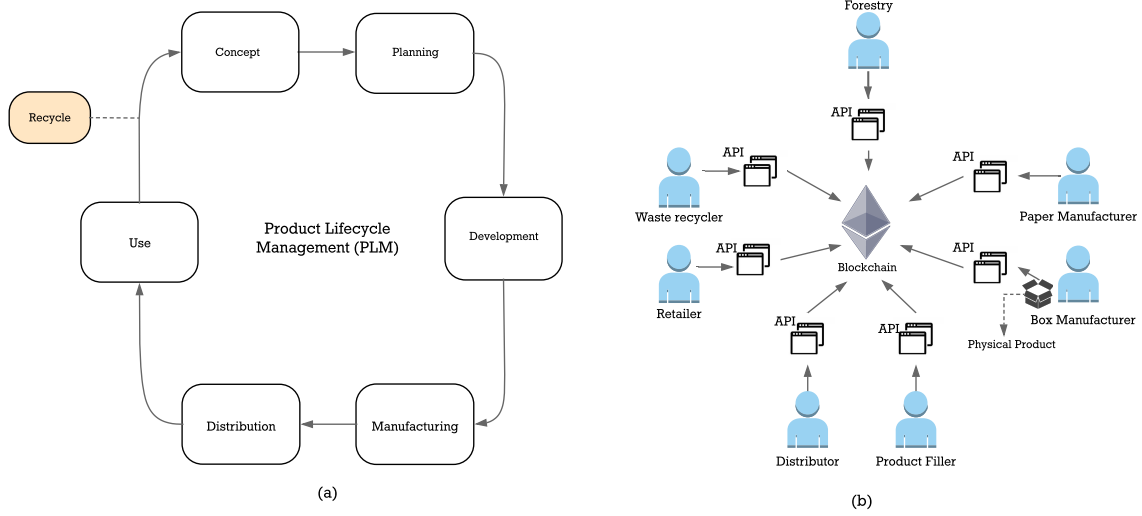 Concept
Planning
Recycle
Use
Product Lifecycle
Management (PLM)
Development
Distribution
Manufacturing
(a)
Forestry
API
API
Waste recycler
API
Paper Manufacturer
API
Retailer
Blockchain
API
Box Manufacturer
Physical Product
API
Distributor
API
Product Filler
(b)